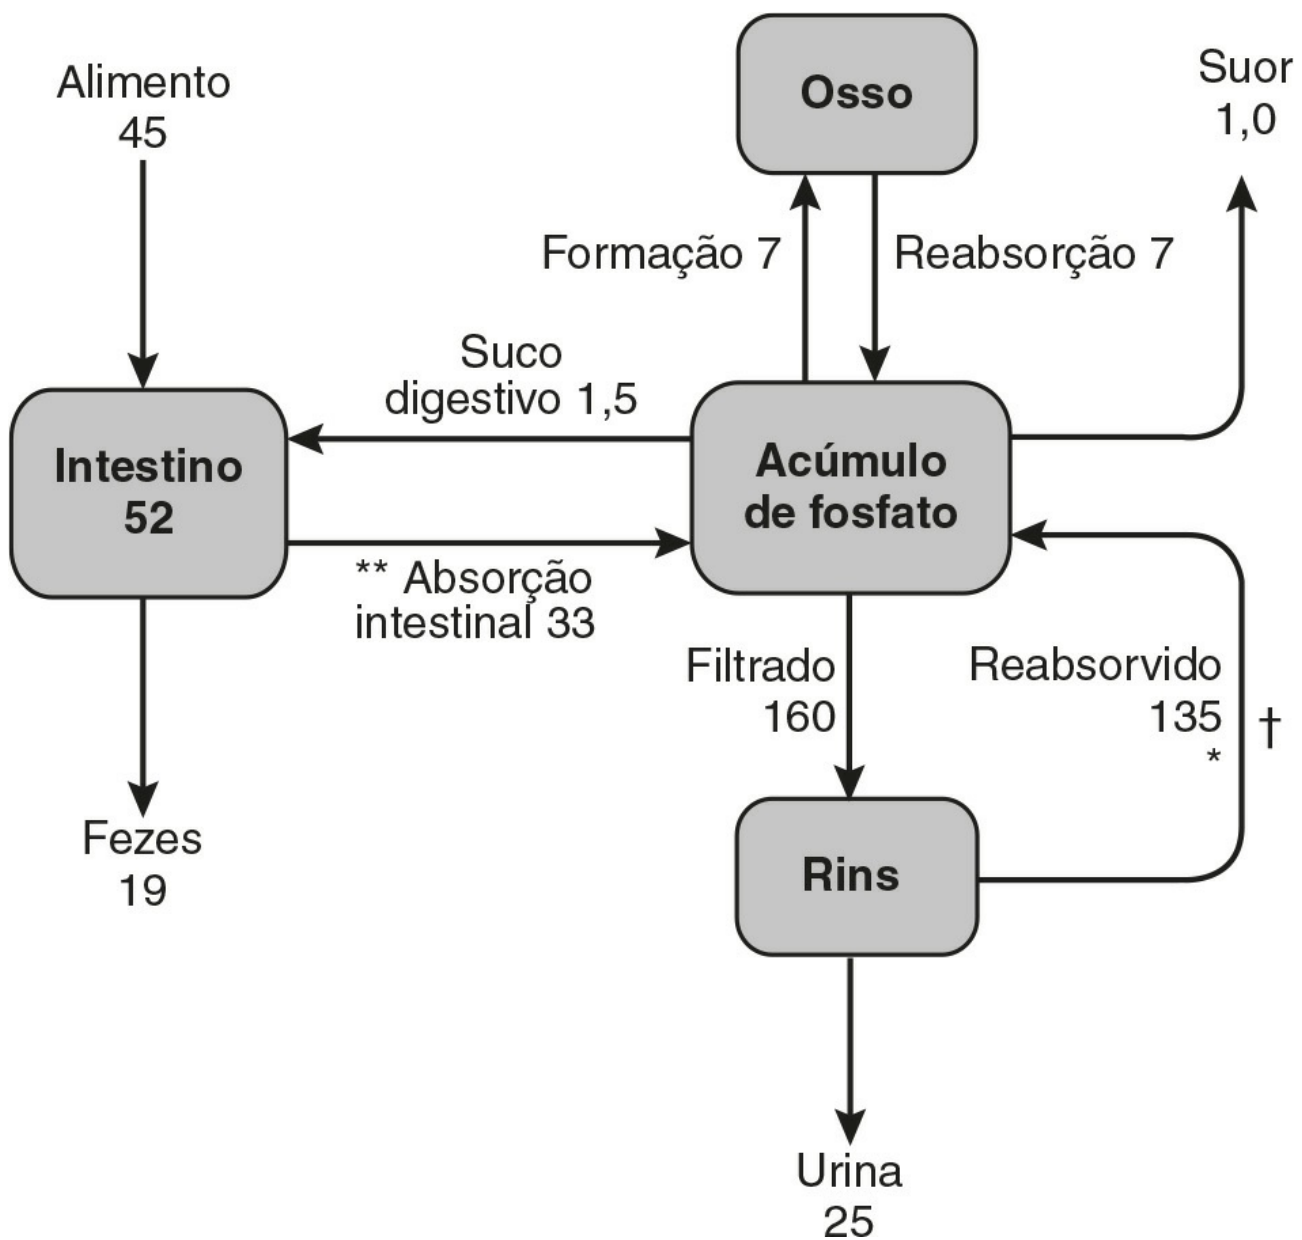 Osso
Alimento
45
Suor
1,0
Formação 7
Reabsorção 7
Suco
digestivo 1,5
Intestino
52
Acúmulo
de fosfato
** Absorção
intestinal 33
Filtrado
160
Reabsorvido
135
*
†
Fezes
19
Rins
Urina
25